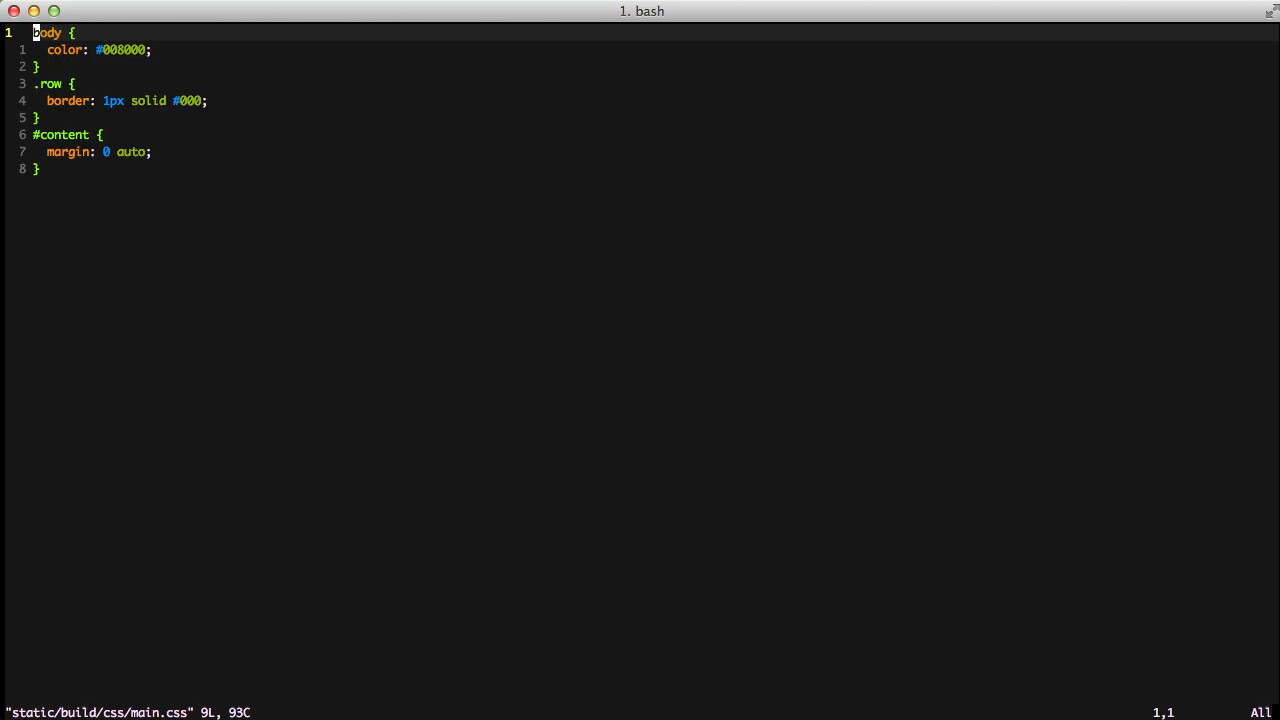 1. bash
1 body {
1 color: #008000;
2 }
3 .row {
4 border: 1px solid #000;
5 }
6 #content {
7 margin: 0 auto;
8 }
"static/build/css/main.css" 9L, 93C 1,1 All